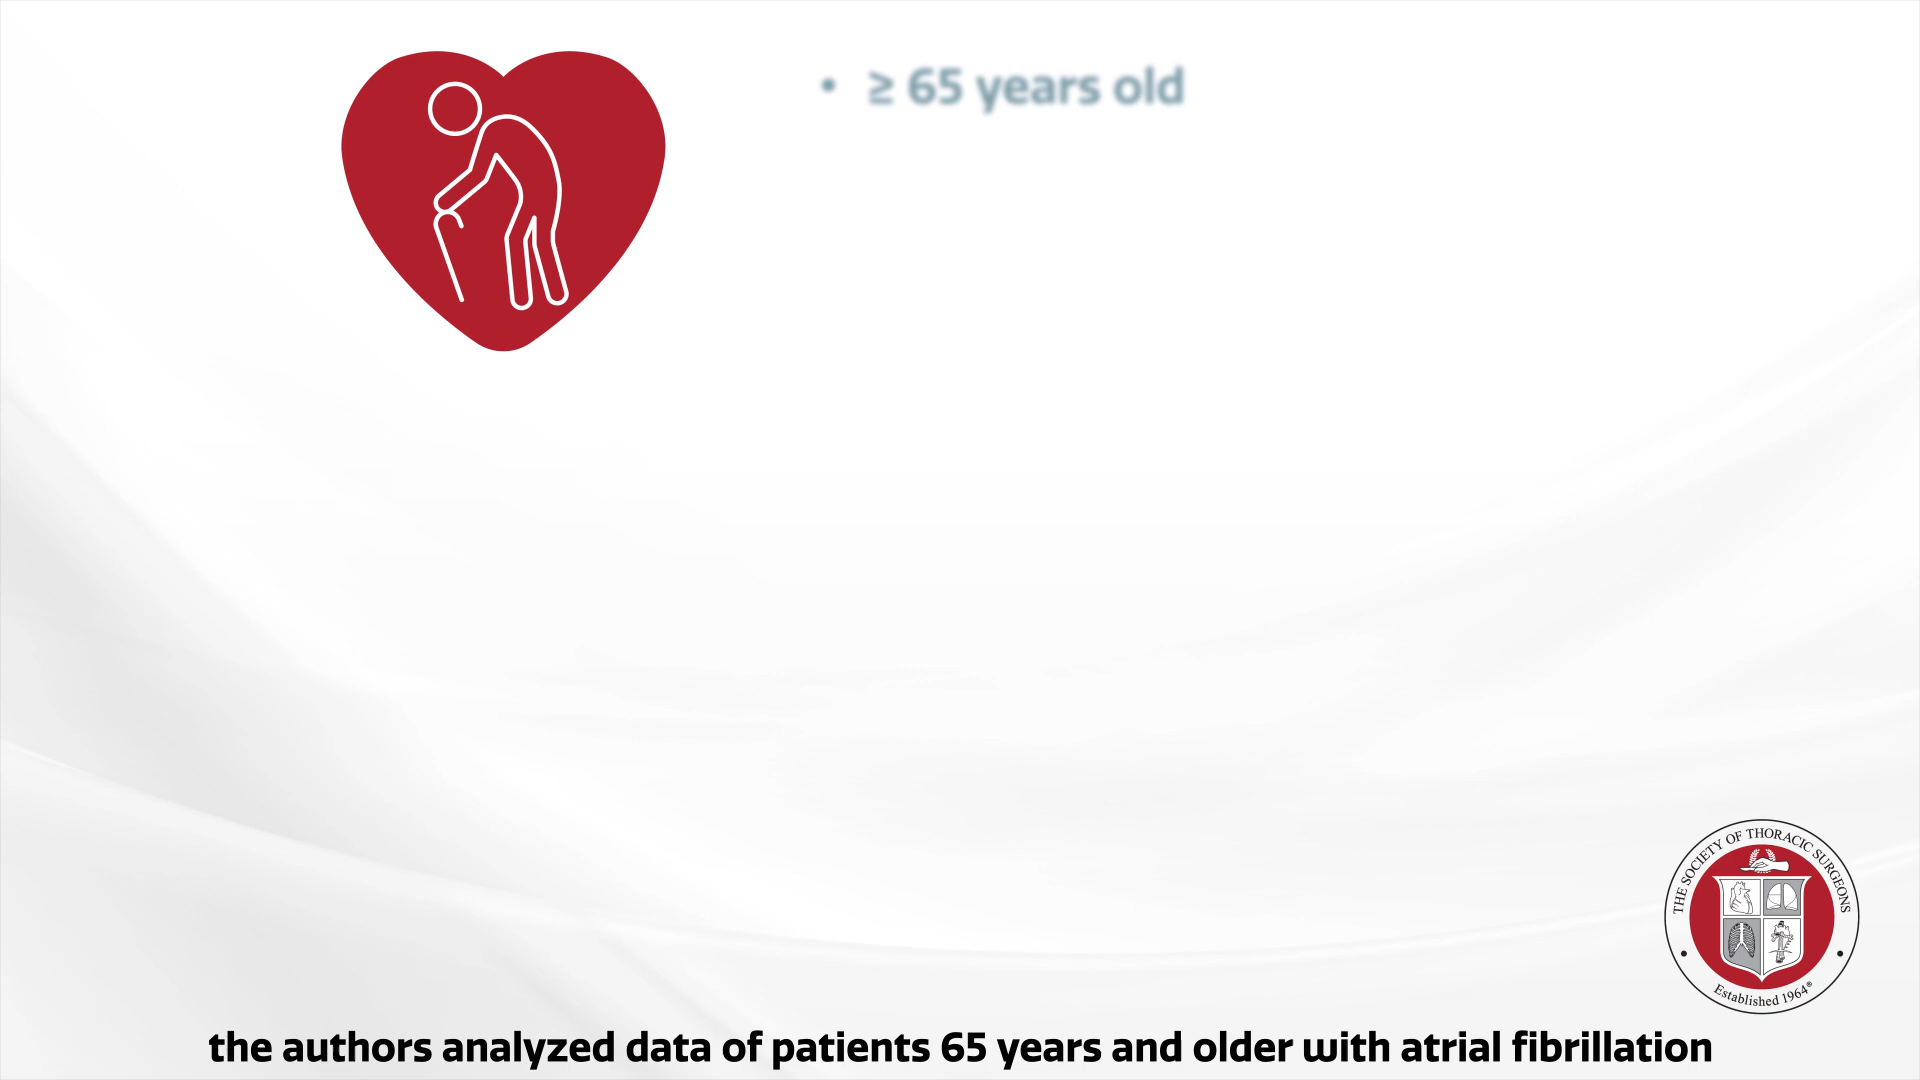 • ≥ 65 years old
THE SOCIETY OF THORACIC SURGEONS
Established 1964®
the authors analyzed data of patients 65 years and older with atrial fibrillation